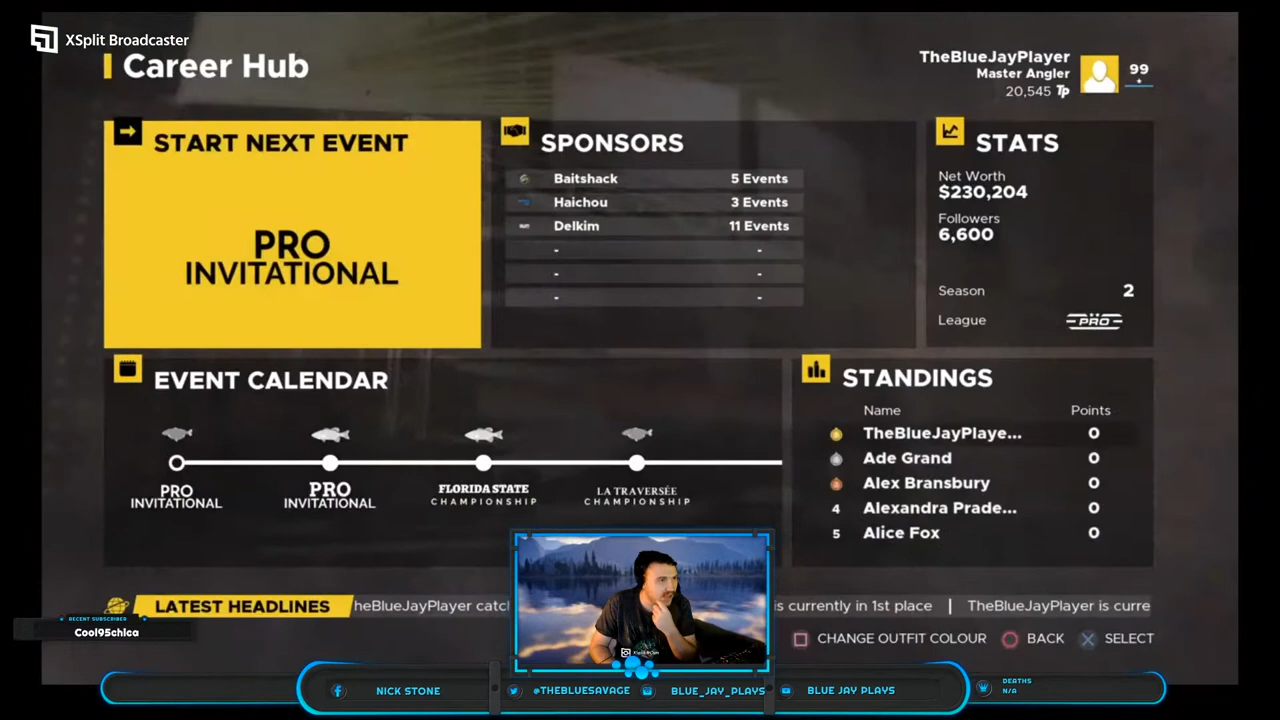 XSplit Broadcaster
Career Hub
TheBlueJayPlayer
Master Angler
20,545 Tp
99
START NEXT EVENT
PRO
INVITATIONAL
SPONSORS
Baitshack 5 Events
Haichou 3 Events
Delkim 11 Events
- -
- -
- -
STATS
Net Worth
$230,204
Followers
6,600
Season 2
League PRO
EVENT CALENDAR
PRO
INVITATIONAL
PRO
INVITATIONAL
FLORIDA STATE
CHAMPIONSHIP
LA TRAVERSÉE
CHAMPIONSHIP
STANDINGS
Name Points
TheBlueJayPlaye... 0
Ade Grand 0
Alex Bransbury 0
4 Alexandra Prade... 0
5 Alice Fox 0
LATEST HEADLINES
heBlueJayPlayer catc
is currently in 1st place | TheBlueJayPlayer is curre
RECENT SUBSCRIBER
Cool95chica
CHANGE OUTFIT COLOUR BACK SELECT
NICK STONE
@THEBLUESAVAGE
BLUE_JAY_PLAYS
BLUE JAY PLAYS
DEATHS
N/A